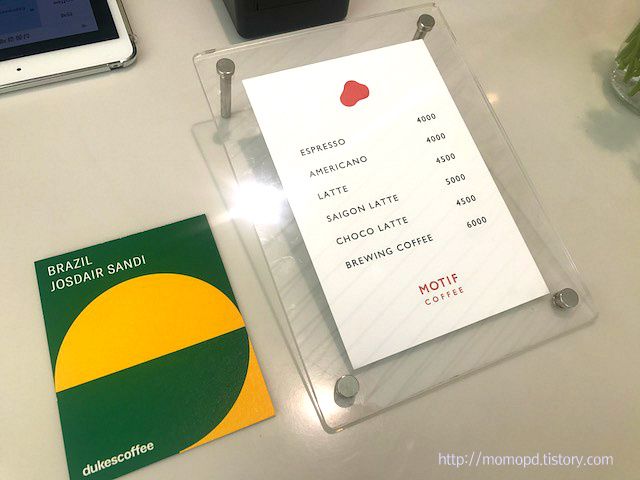 ESPRESSO 4000
AMERICANO 4000
LATTE 4500
SAIGON LATTE 5000
CHOCO LATTE 4500
BREWING COFFEE 6000
MOTIF
COFFEE
BRAZIL
JOSDAIR SANDI
dukescoffee
http://momopd.tistory.com